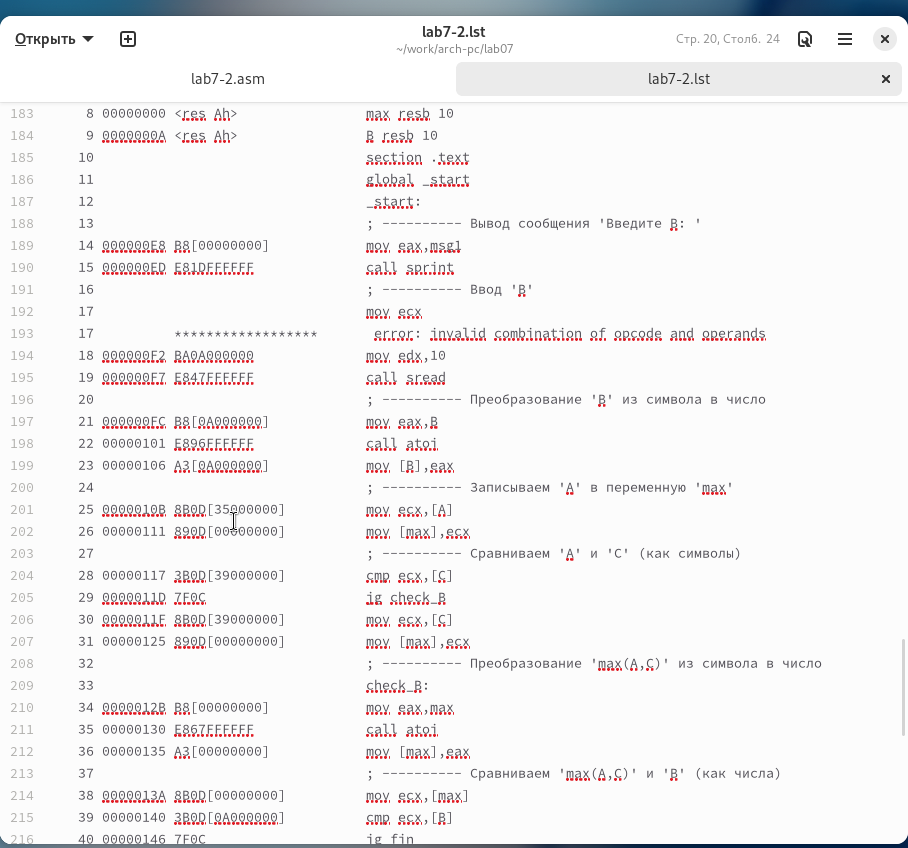 Открыть
lab7-2.lst
~/work/arch-pc/lab07
Стр. 20, Столб. 24
lab7-2.asm
lab7-2.lst
183 8 00000000 <res Ah> max resb 10
184 9 0000000A <res Ah> B resb 10
185 10 section .text
186 11 global _start
187 12 _start:
188 13 ; ---------- Вывод сообщения 'Введите B: '
189 14 000000E8 B8[00000000] mov eax,msg1
190 15 000000ED E81DFFFFFF call sprint
191 16 ; ---------- Ввод 'B'
192 17 mov ecx
193 17 ****************** error: invalid combination of opcode and operands
194 18 000000F2 BA0A000000 mov edx,10
195 19 000000F7 E847FFFFFF call sread
196 20 ; ---------- Преобразование 'B' из символа в число
197 21 000000FC B8[0A000000] mov eax,B
198 22 00000101 E896FFFFFF call atoi
199 23 00000106 A3[0A000000] mov [B],eax
200 24 ; ---------- Записываем 'A' в переменную 'max'
201 25 0000010B 8B0D[35000000] mov ecx,[A]
202 26 00000111 890D[00000000] mov [max],ecx
203 27 ; ---------- Сравниваем 'A' и 'С' (как символы)
204 28 00000117 3B0D[39000000] cmp ecx,[C]
205 29 0000011D 7F0C jg check_B
206 30 0000011F 8B0D[39000000] mov ecx,[C]
207 31 00000125 890D[00000000] mov [max],ecx
208 32 ; ---------- Преобразование 'max(A,C)' из символа в число
209 33 check_B:
210 34 0000012B B8[00000000] mov eax,max
211 35 00000130 E867FFFFFF call atoi
212 36 00000135 A3[00000000] mov [max],eax
213 37 ; ---------- Сравниваем 'max(A,C)' и 'B' (как числа)
214 38 0000013A 8B0D[00000000] mov ecx,[max]
215 39 00000140 3B0D[0A000000] cmp ecx,[B]
216 40 00000146 7F0C jg fin